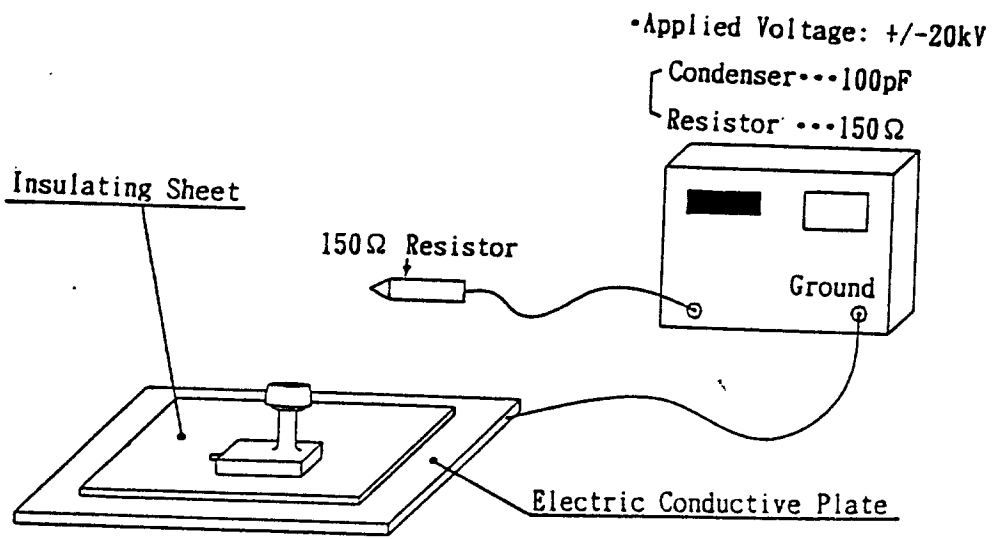 •Applied Voltage: +/-20kV
Condenser•••100pF
Resistor •••150Ω
Insulating Sheet
150Ω Resistor
Ground
Electric Conductive Plate